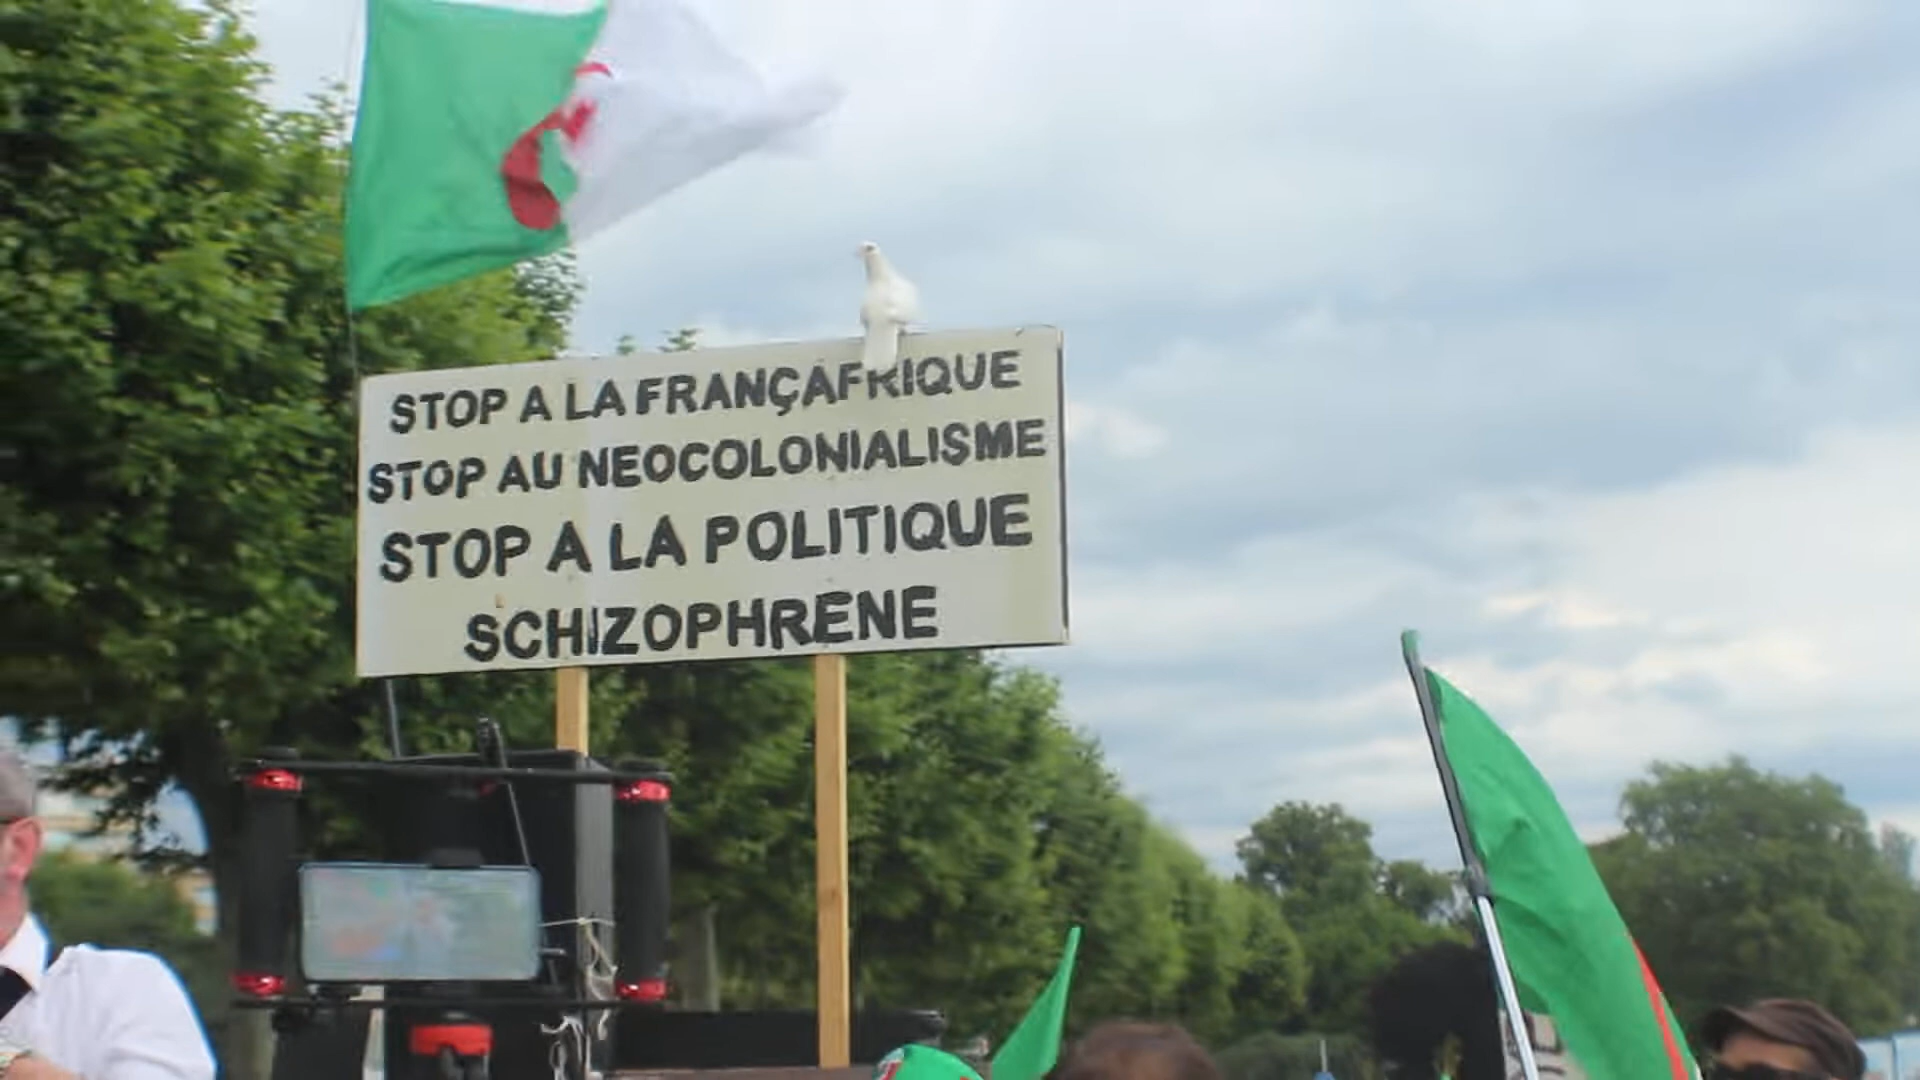 STOP A LA FRANÇAFRIQUE
STOP AU NEOCOLONIALISME
STOP A LA POLITIQUE
SCHIZOPHRENE